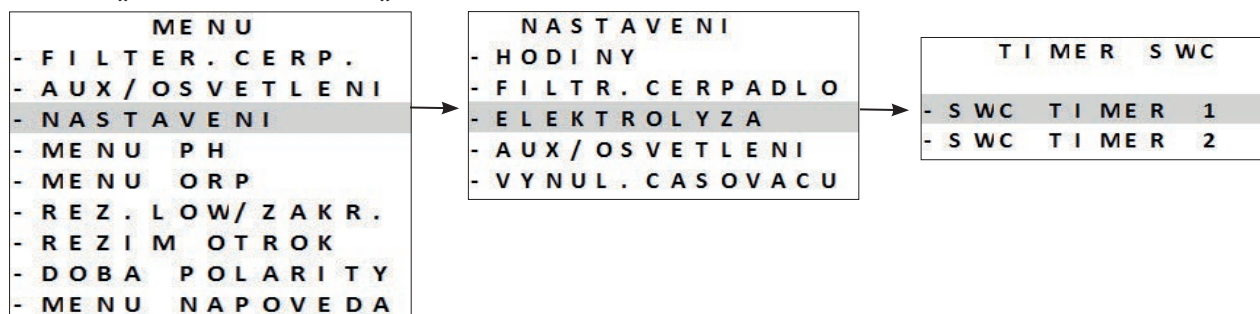 MENU
- FILTER. CERP.
- AUX/OSVETLENI
- NASTAVENI
- MENU PH
- MENU ORP
- REZ. LOW/ZAKR.
- REZIM OTROK
- DOBA POLARITY
- MENU NAPOVEDA
NASTAVENI
- HODINY
- FILTR. CERPADLO
- ELEKTROLYZA
- AUX/OSVETLENI
- VYNUL. CASOVACU
TIMER SWC
- SWC TIMER 1
- SWC TIMER 2